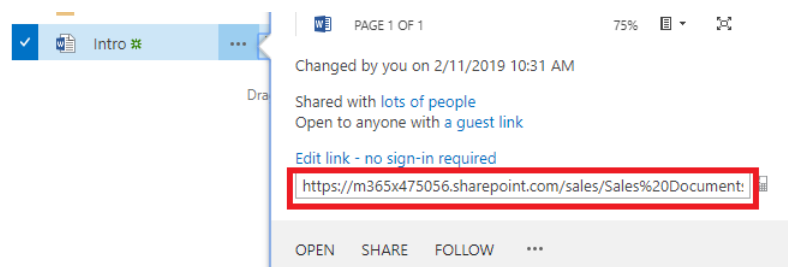 PAGE 1 OF 1 75%
Intro ...
Changed by you on 2/11/2019 10:31 AM
Shared with lots of people
Open to anyone with a guest link
Edit link - no sign-in required
https://m365x475056.sharepoint.com/sales/Sales%20Documents
OPEN SHARE FOLLOW ...